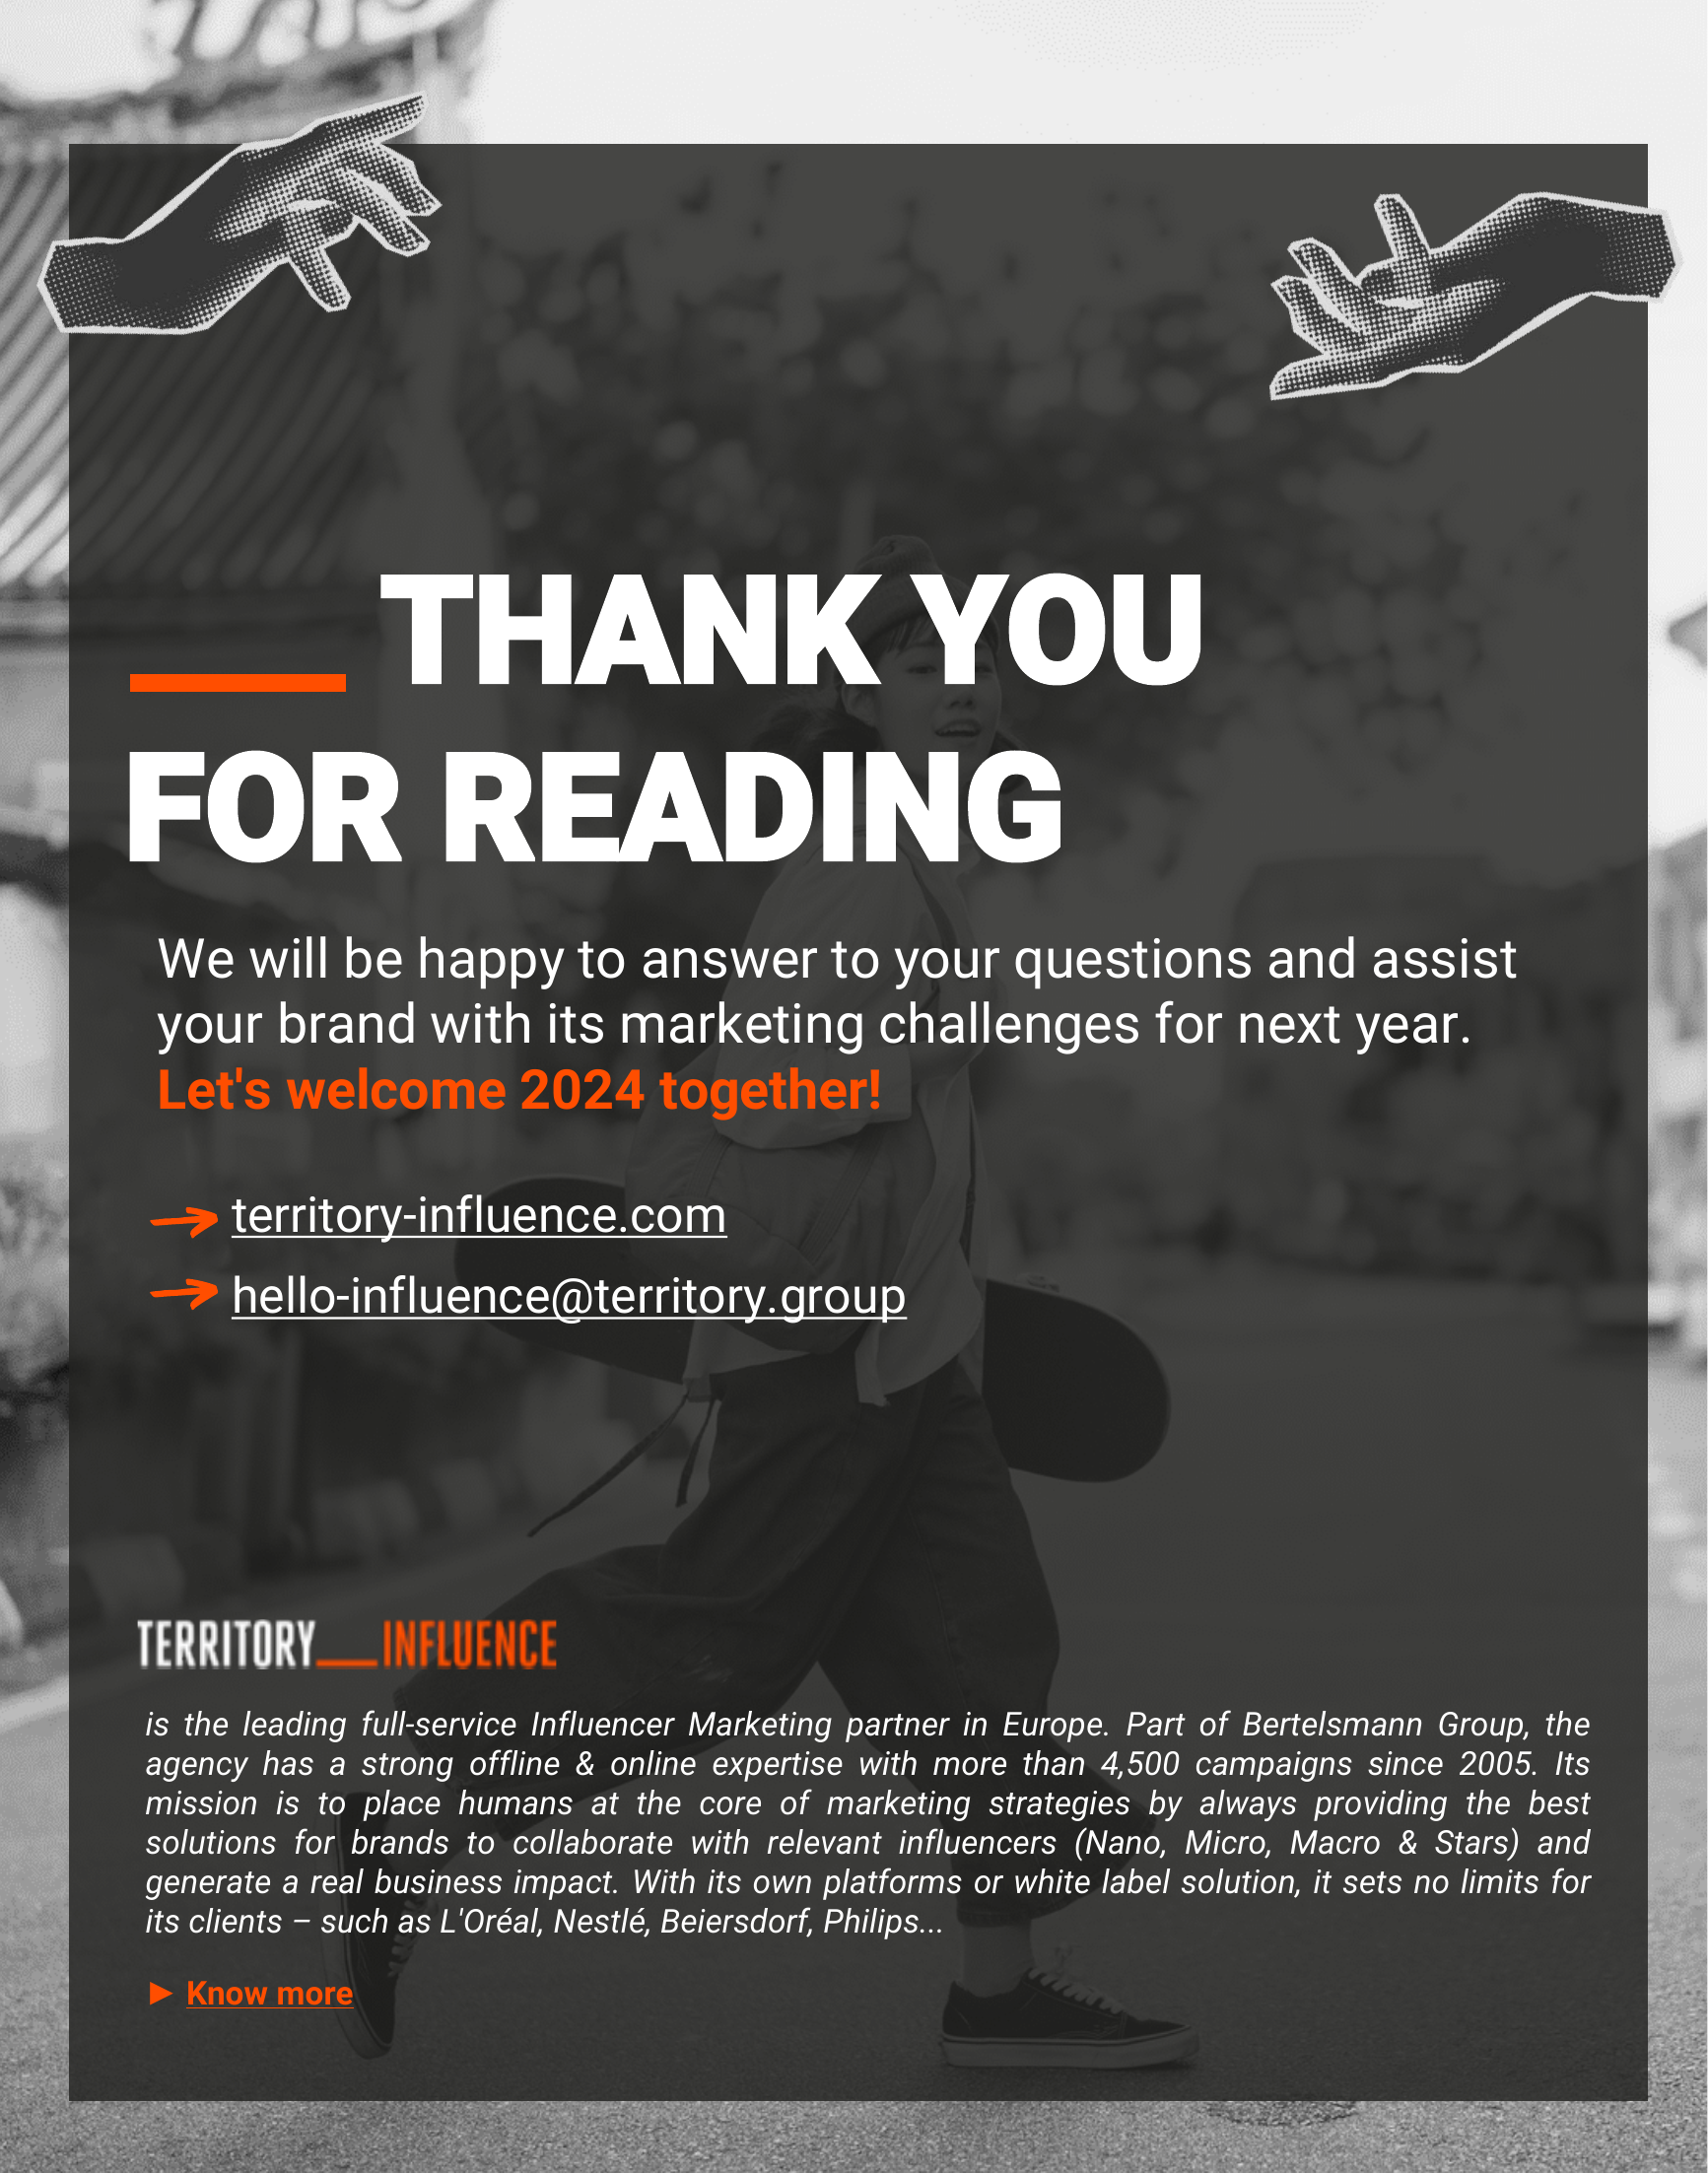 THANK YOU
FOR READING
We will be happy to answer to your questions and assist
your brand with its marketing challenges for next year.
Let's welcome 2024 together!
territory-influence.com
hello-influence@territory.group
TERRITORY__INFLUENCE
is the leading full-service Influencer Marketing partner in Europe. Part of Bertelsmann Group, the
agency has a strong offline & online expertise with more than 4,500 campaigns since 2005. Its
mission is to place humans at the core of marketing strategies by always providing the best
solutions for brands to collaborate with relevant influencers (Nano, Micro, Macro & Stars) and
generate a real business impact. With its own platforms or white label solution, it sets no limits for
its clients – such as L'Oréal, Nestlé, Beiersdorf, Philips...
► Know more